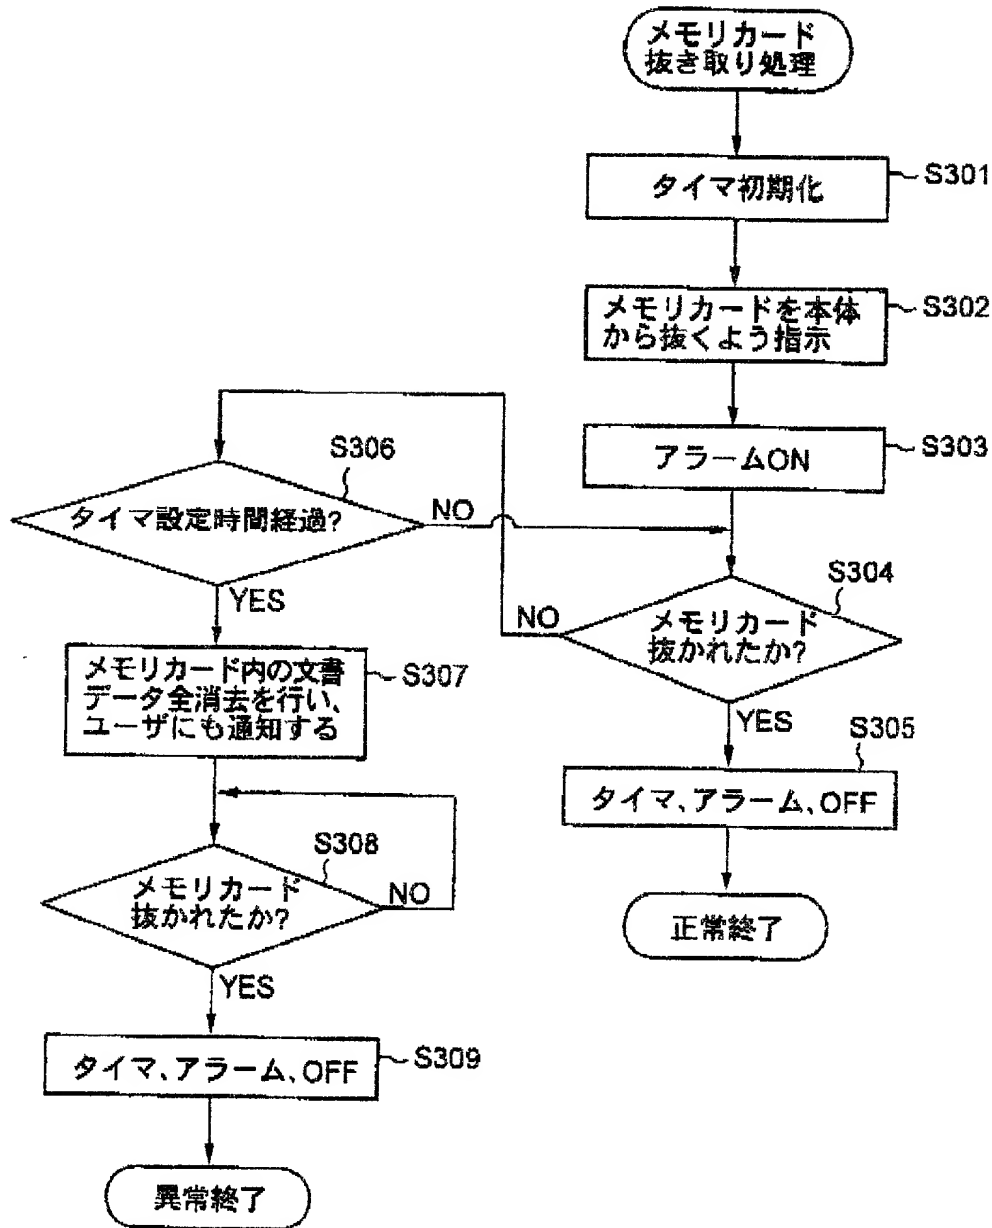 メモリカード
抜き取り処理
タイマ初期化
S301
メモリカードを本体
から抜くよう指示
S302
アラームON
S303
メモリカード
抜かれたか?
S304
NO
YES
タイマ、アラーム、OFF
S305
正常終了
タイマ設定時間経過?
S306
NO
YES
メモリカード内の文書
データ全消去を行い、
ユーザにも通知する
S307
メモリカード
抜かれたか?
S308
NO
YES
タイマ、アラーム、OFF
S309
異常終了